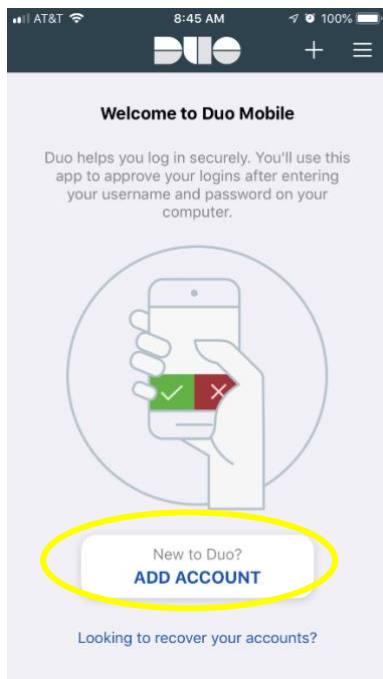 AT&T 8:45 AM 100%
DUO
Welcome to Duo Mobile
Duo helps you log in securely. You'll use this
app to approve your logins after entering
your username and password on your
computer.
New to Duo?
ADD ACCOUNT
Looking to recover your accounts?